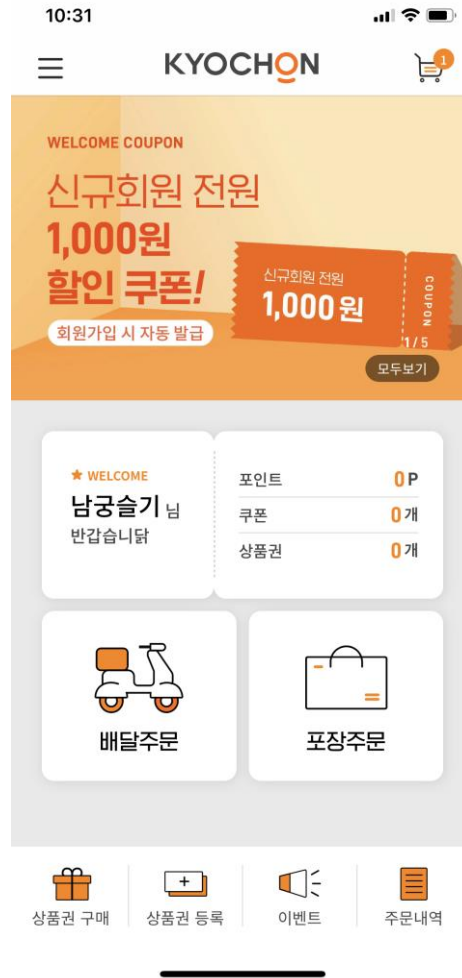 10:31
KYOCHON
1
WELCOME COUPON
신규회원 전원
1,000원
할인 쿠폰!
회원가입 시 자동 발급
신규회원 전원
1,000원
COUPON
1/5
모두보기
★ WELCOME
남궁슬기 님
반갑습니닭
포인트 0 P
쿠폰 0 개
상품권 0 개
배달주문
포장주문
상품권 구매
상품권 등록
이벤트
주문내역